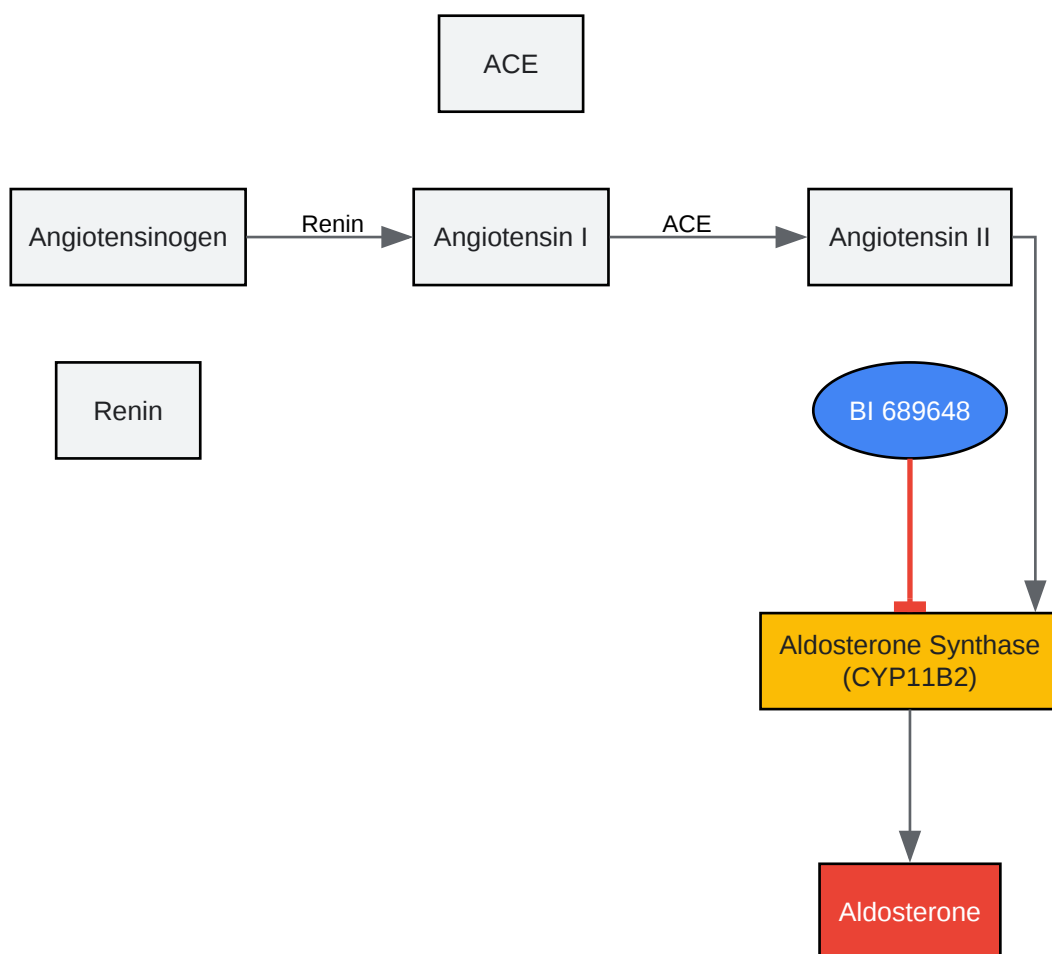 ACE
Angiotensinogen
Renin
Angiotensin I
ACE
Angiotensin II
Renin
BI 689648
Aldosterone Synthase
(CYP11B2)
Aldosterone